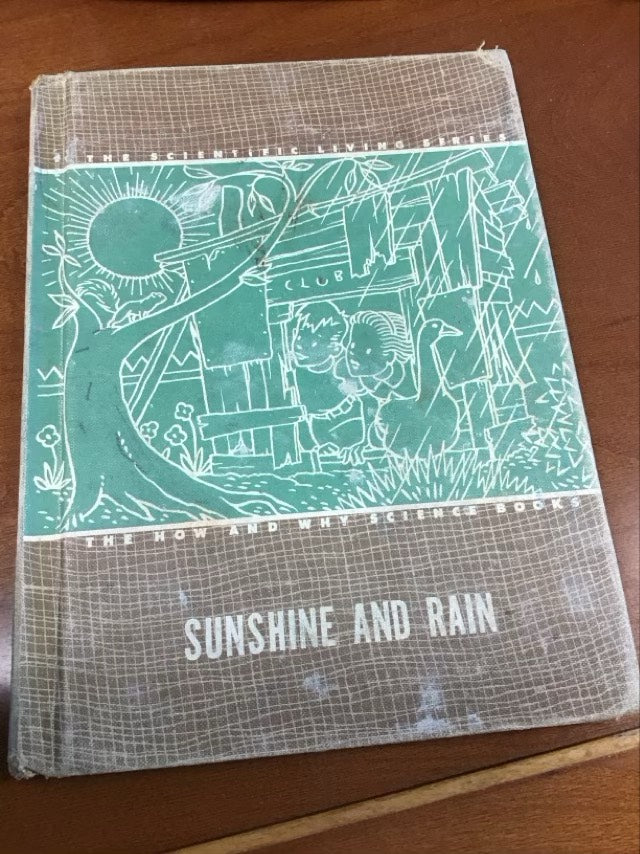 THE SCIENTIFIC LIVING SERIES
CLUB
THE HOW AND WHY SCIENCE BOOKS
SUNSHINE AND RAIN